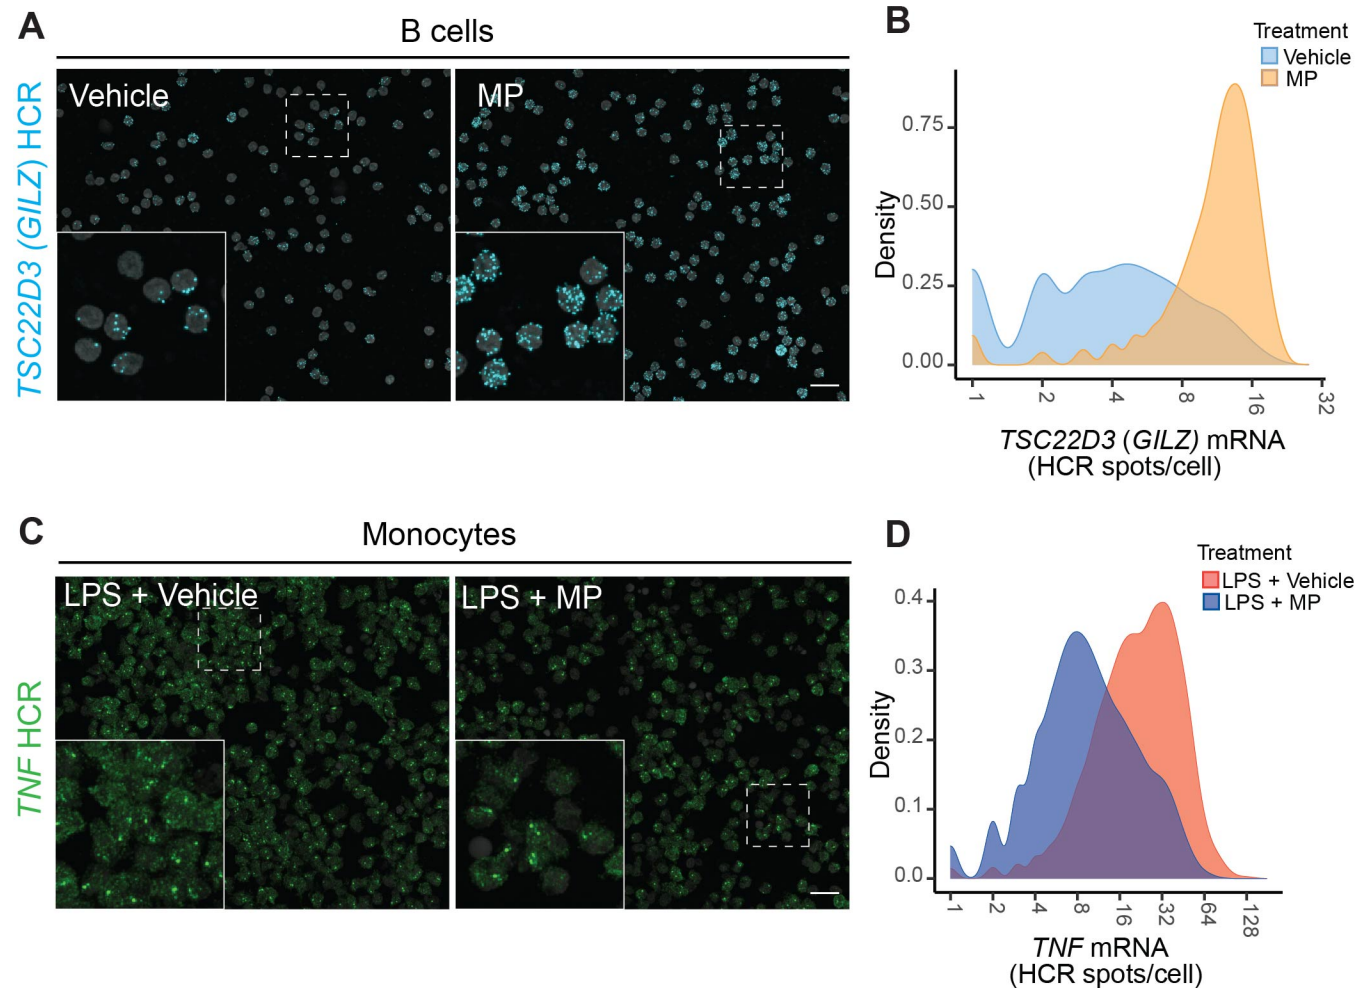 A
B cells
TSC22D3 (GILZ) HCR
Vehicle
MP
B
Treatment
Vehicle
MP
Density
0.75
0.50
0.25
0.00
1
2
4
8
16
32
TSC22D3 (GILZ) mRNA
(HCR spots/cell)
C
Monocytes
TNF HCR
LPS + Vehicle
LPS + MP
D
Treatment
LPS + Vehicle
LPS + MP
Density
0.4
0.3
0.2
0.1
0.0
1
2
4
8
16
32
64
128
TNF mRNA
(HCR spots/cell)